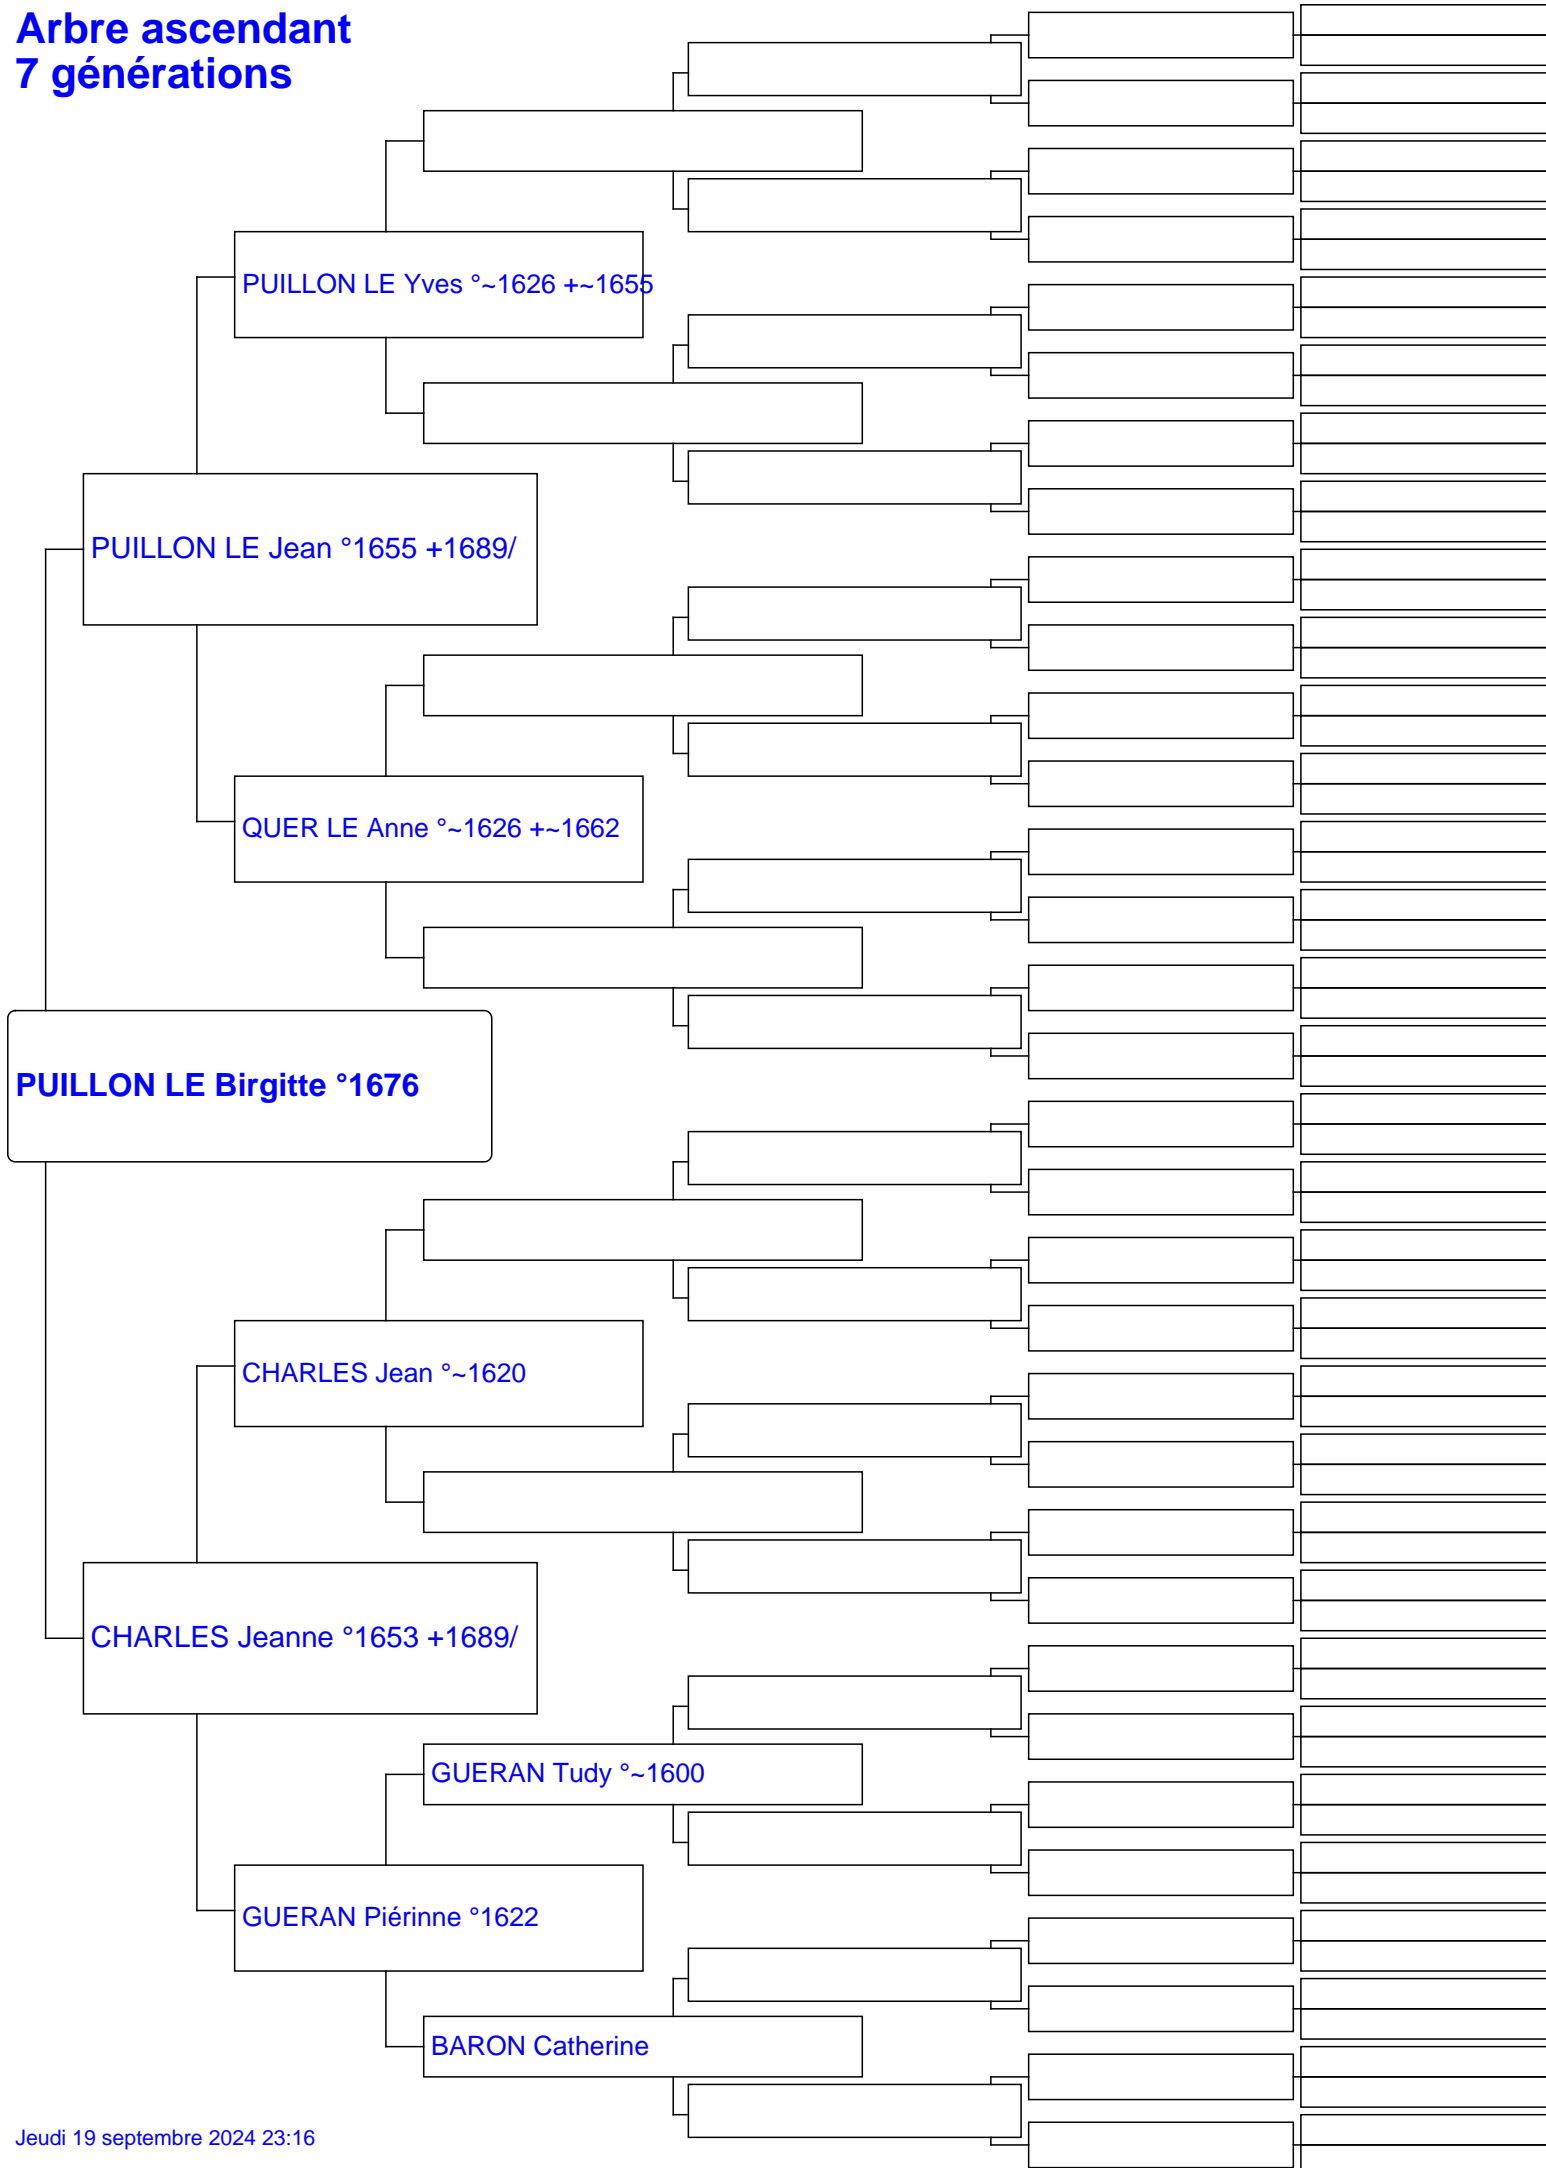 Arbre ascendant
7 générations
PUILLON LE Yves °~1626 +~1655
PUILLON LE Jean °1655 +1689/
QUER LE Anne °~1626 +~1662
PUILLON LE Birgitte °1676
CHARLES Jean °~1620
CHARLES Jeanne °1653 +1689/
GUERAN Tudy °~1600
GUERAN Piérinne °1622
BARON Catherine
Jeudi 19 septembre 2024 23:16